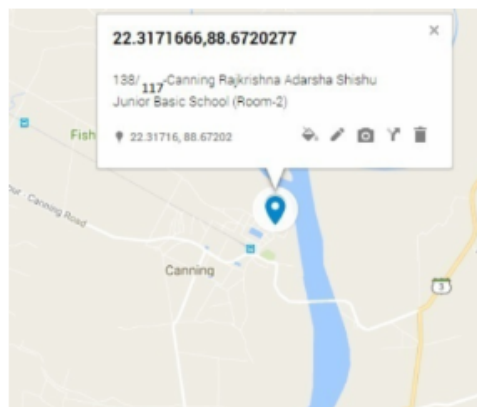 22.3171666,88.6720277
138/117-Canning Rajkrishna Adarsha Shishu
Junior Basic School (Room-2)
22.31716, 88.67202
Fish
our - Canning Road
Canning
3